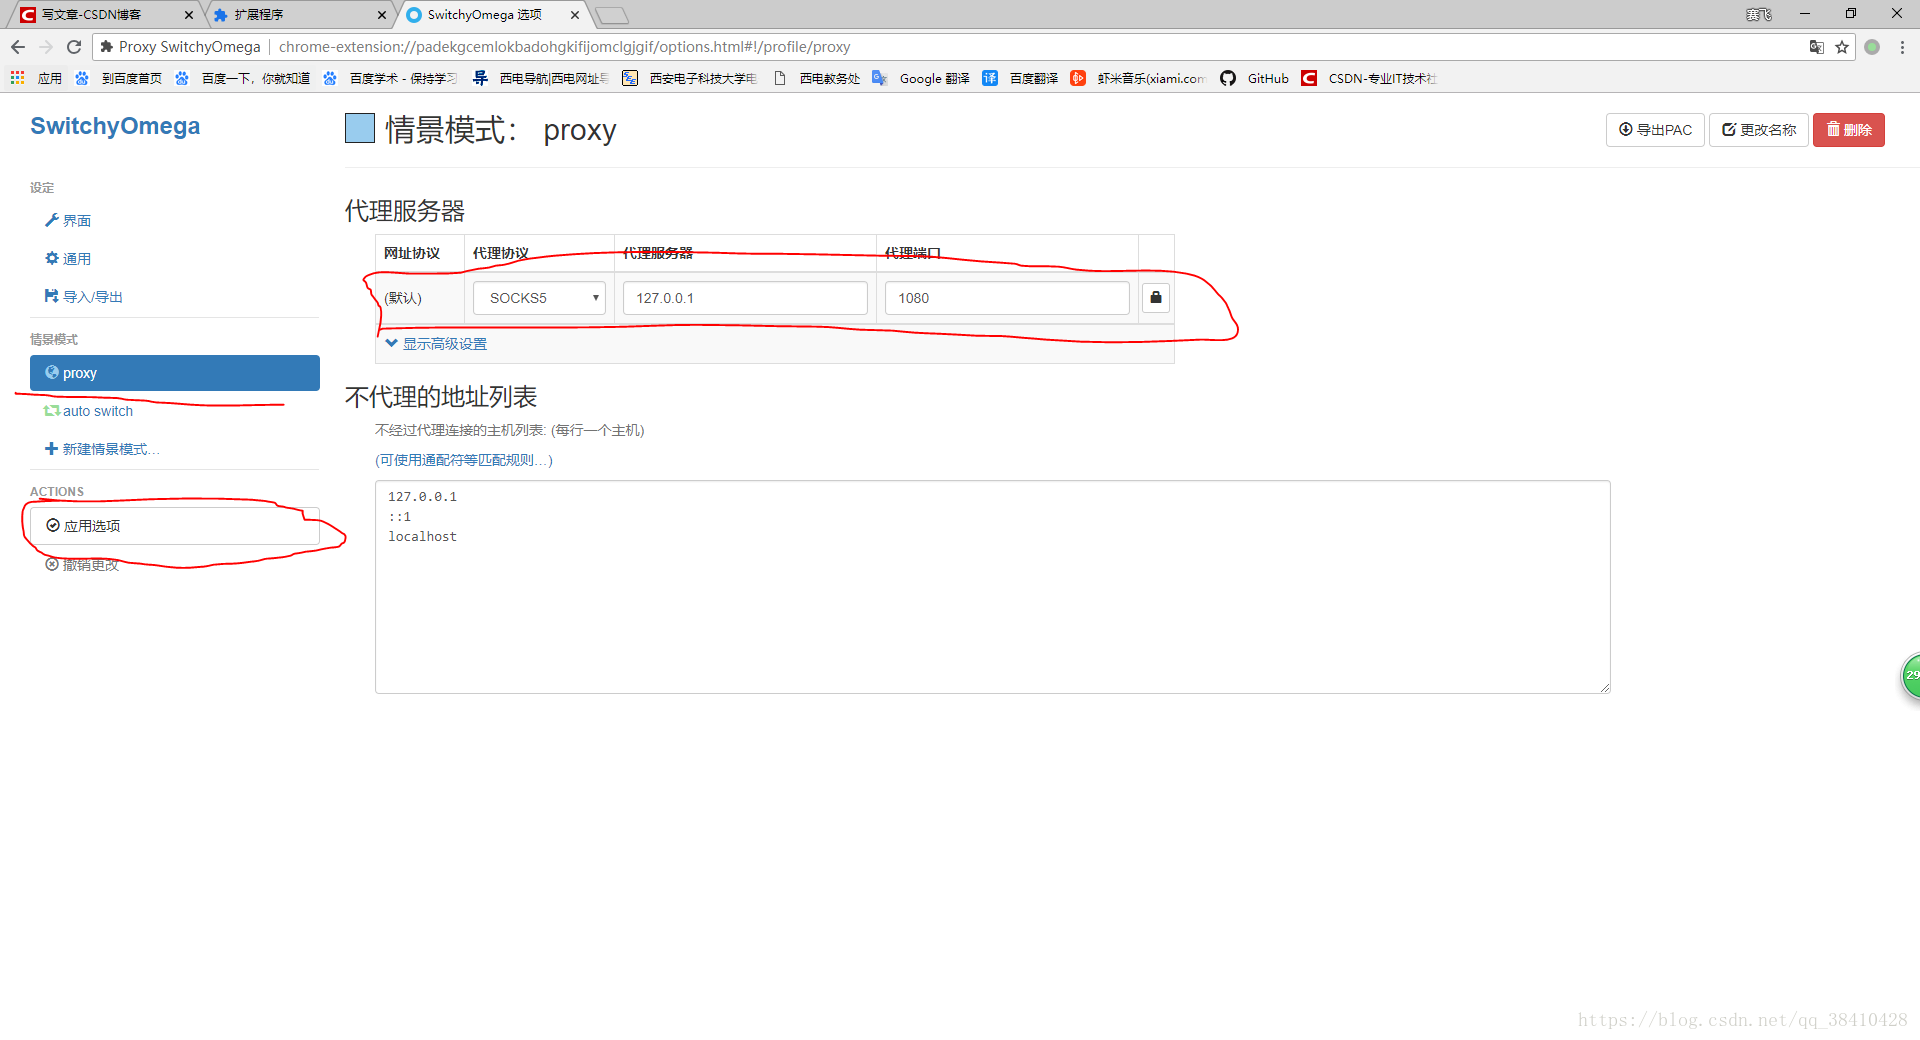 写文章-CSDN博客
扩展程序
SwitchyOmega 选项
赛飞
Proxy SwitchyOmega
chrome-extension://padekgcemlokbadohgkifijomclgjgif/options.html#!/profile/proxy
应用
到百度首页
百度一下，你就知道
百度学术 - 保持学习
西电导航|西电网址导
西安电子科技大学电
西电教务处
Google 翻译
百度翻译
虾米音乐(xiami.com
GitHub
CSDN-专业IT技术社
SwitchyOmega
情景模式： proxy
导出PAC
更改名称
删除
设定
界面
通用
导入/导出
情景模式
proxy
auto switch
新建情景模式…
ACTIONS
应用选项
撤销更改
代理服务器
网址协议 代理协议 代理服务器 代理端口
(默认) SOCKS5 127.0.0.1 1080
显示高级设置
不代理的地址列表
不经过代理连接的主机列表: (每行一个主机)
(可使用通配符等匹配规则…)
127.0.0.1
::1
localhost
29
https://blog.csdn.net/qq_38410428